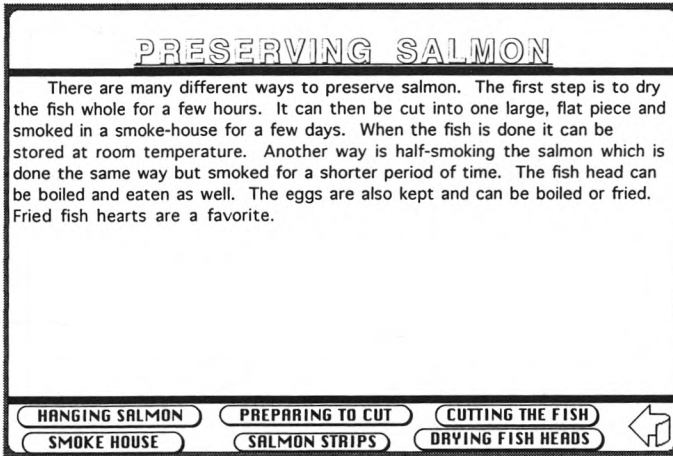 PRESERVING SALMON
There are many different ways to preserve salmon. The first step is to dry
the fish whole for a few hours. It can then be cut into one large, flat piece and
smoked in a smoke-house for a few days. When the fish is done it can be
stored at room temperature. Another way is half-smoking the salmon which is
done the same way but smoked for a shorter period of time. The fish head can
be boiled and eaten as well. The eggs are also kept and can be boiled or fried.
Fried fish hearts are a favorite.
HANGING SALMON PREPARING TO CUT CUTTING THE FISH
SMOKE HOUSE SALMON STRIPS DRYING FISH HEADS